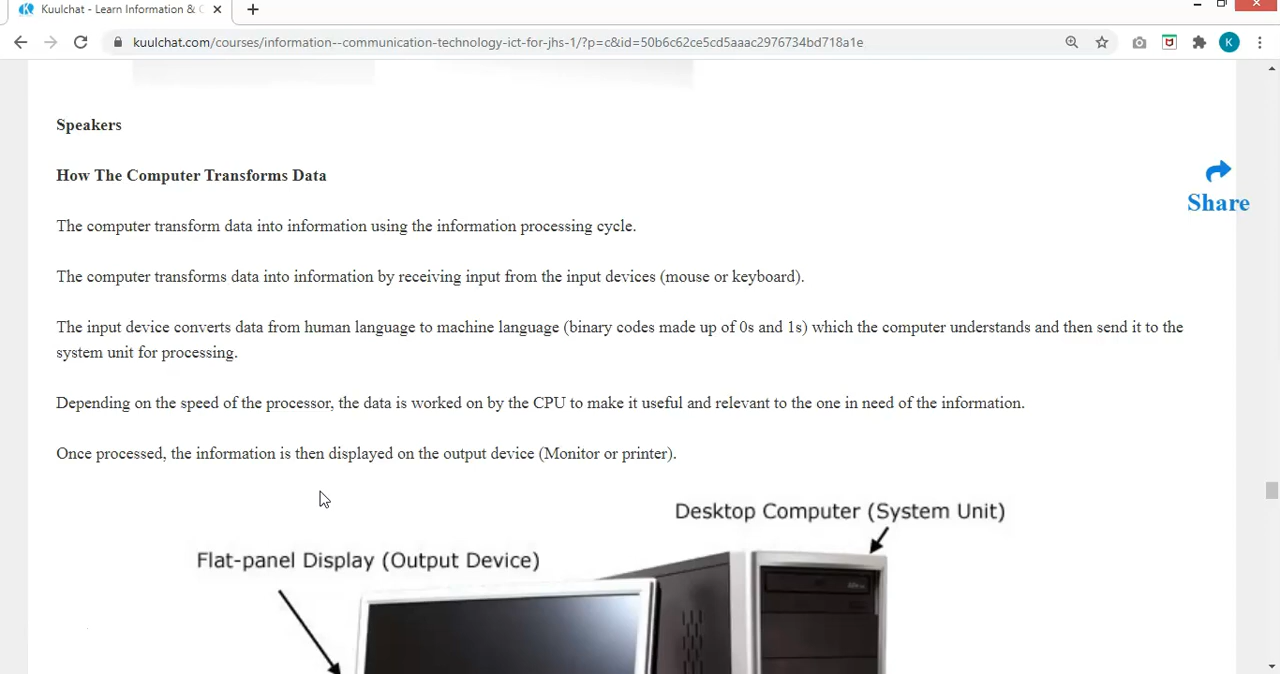 Kuulchat - Learn Information &
kuulchat.com/courses/information--communication-technology-ict-for-jhs-1/?p=c&id=50b6c62ce5cd5aaac2976734bd718a1e
K
Speakers
How The Computer Transforms Data
Share
The computer transform data into information using the information processing cycle.
The computer transforms data into information by receiving input from the input devices (mouse or keyboard).
The input device converts data from human language to machine language (binary codes made up of 0s and 1s) which the computer understands and then send it to the
system unit for processing.
Depending on the speed of the processor, the data is worked on by the CPU to make it useful and relevant to the one in need of the information.
Once processed, the information is then displayed on the output device (Monitor or printer).
Desktop Computer (System Unit)
Flat-panel Display (Output Device)